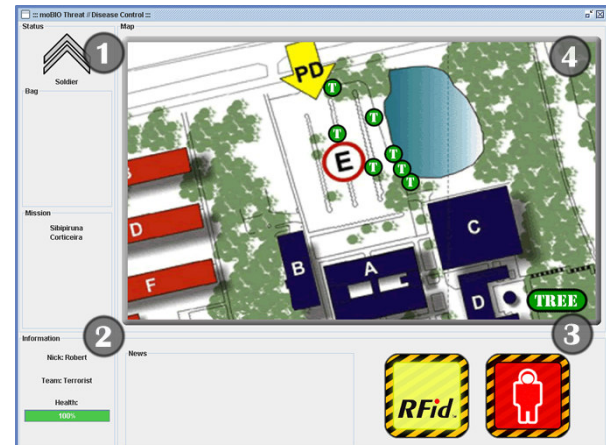 ::: moBIO Threat // Disease Control :::
Status
1
Soldier
Bag
Mission
Sibipiruna
Corticeira
Information
2
Nick: Robert
Team: Terrorist
Health:
100%
Map
4
PD
T
T
T
E
T
T
T
T
D
F
B
A
C
D
TREE
3
News
RFid